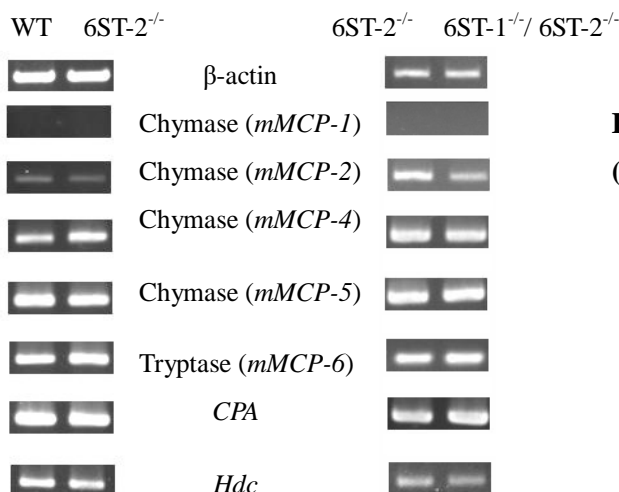 WT 6ST-2⁻/⁻ 6ST-2⁻/⁻ 6ST-1⁻/⁻/ 6ST-2⁻/⁻
β-actin
Chymase (mMCP-1)
Chymase (mMCP-2)
(
Chymase (mMCP-4)
Chymase (mMCP-5)
Tryptase (mMCP-6)
CPA
Hdc